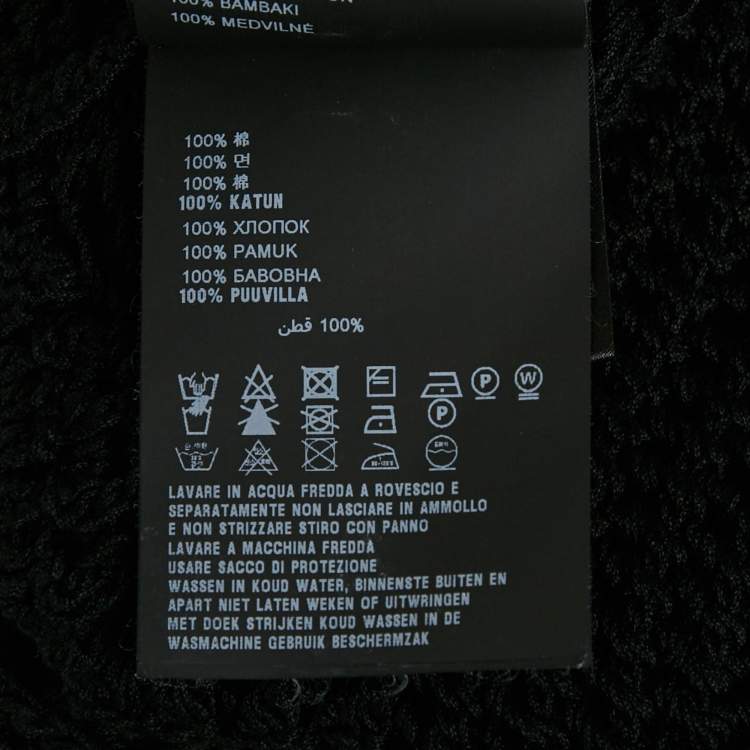 100% BAMBAKI
100% MEDVILNĖ
100% 棉
100% 면
100% 棉
100% KATUN
100% ХЛОПОК
100% PAMUK
100% БАВОВНА
100% PUUVILLA
100% قطن
P W
P
LAVARE IN ACQUA FREDDA A ROVESCIO E
SEPARATAMENTE NON LASCIARE IN AMMOLLO
E NON STRIZZARE STIRO CON PANNO
LAVARE A MACCHINA FREDDA
USARE SACCO DI PROTEZIONE
WASSEN IN KOUD WATER, BINNENSTE BUITEN EN
APART NIET LATEN WEKEN OF UITWRINGEN
MET DOEK STRIJKEN KOUD WASSEN IN DE
WASMACHINE GEBRUIK BESCHERMZAK